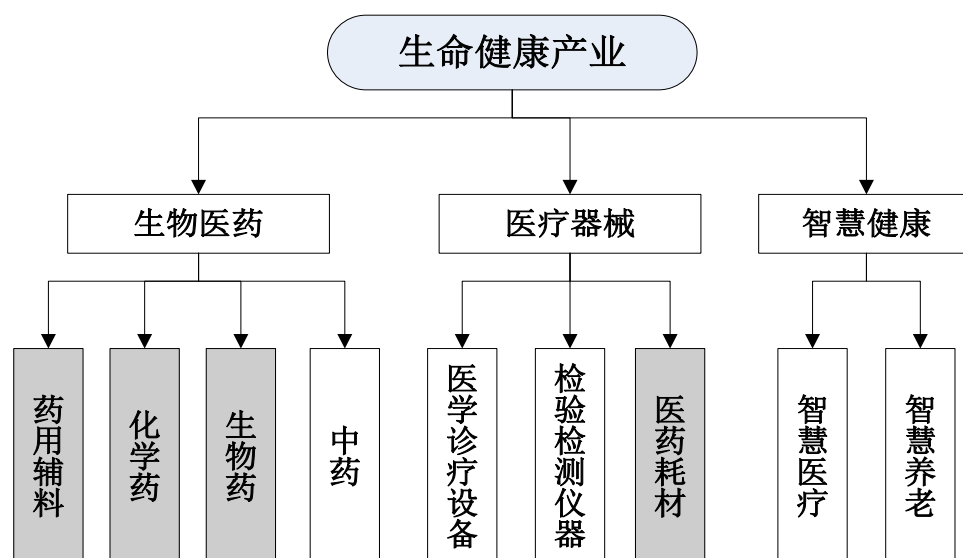 生命健康产业
生物医药
医疗器械
智慧健康
药用辅料
化学药
生物药
中药
医学诊疗设备
检验检测仪器
医药耗材
智慧医疗
智慧养老